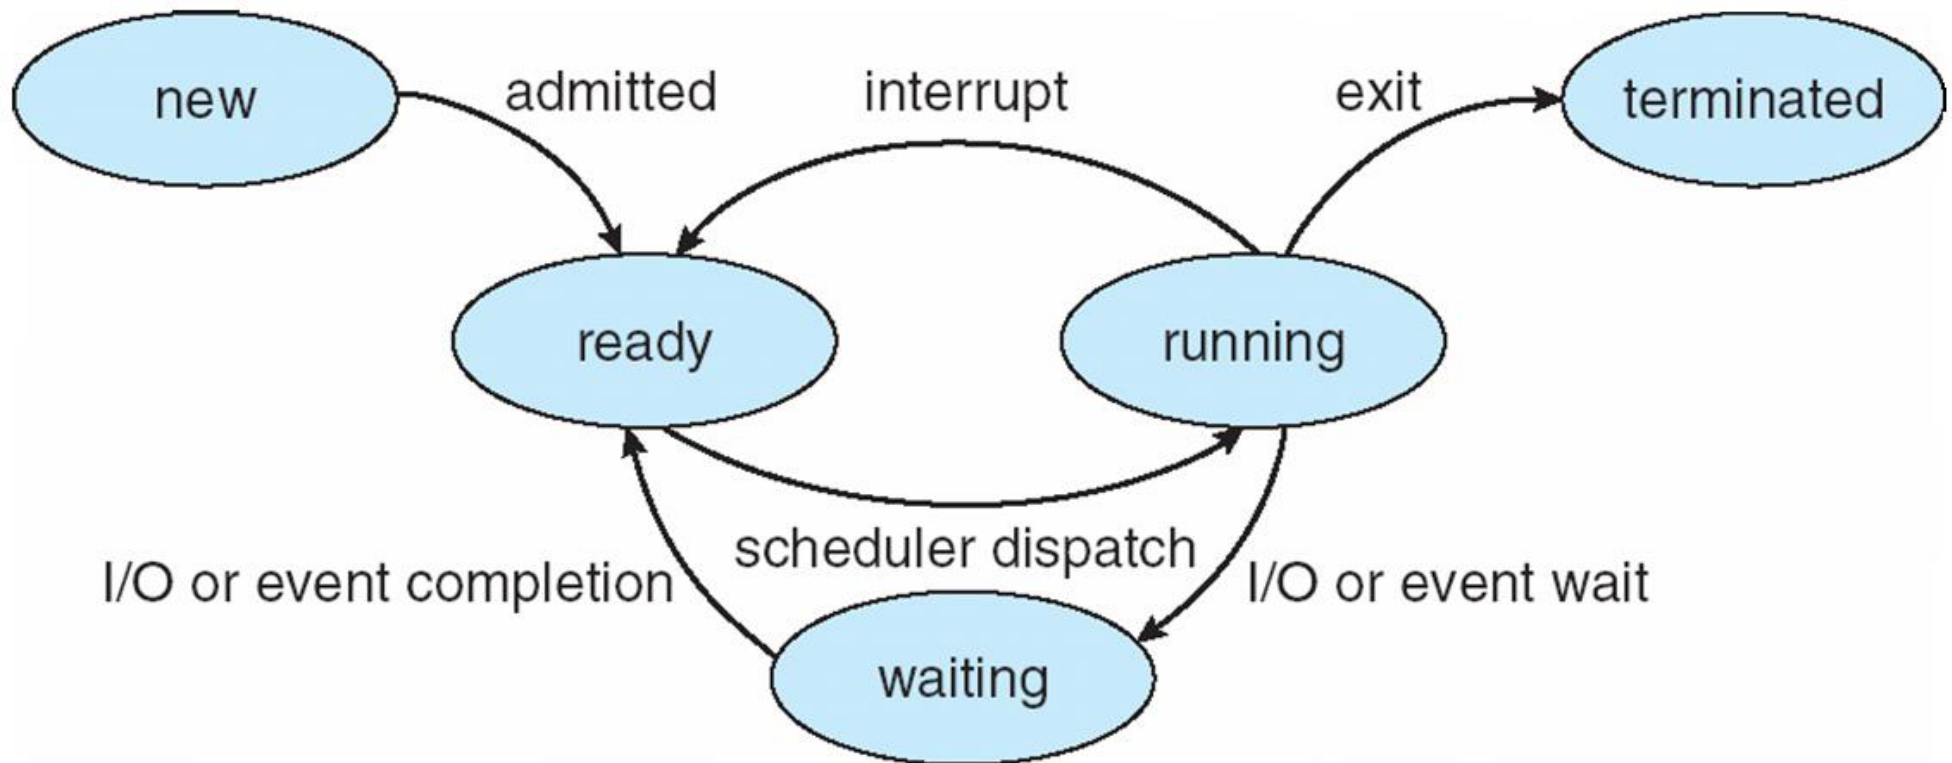 new
admitted
interrupt
exit
terminated
ready
running
scheduler dispatch
I/O or event completion
I/O or event wait
waiting